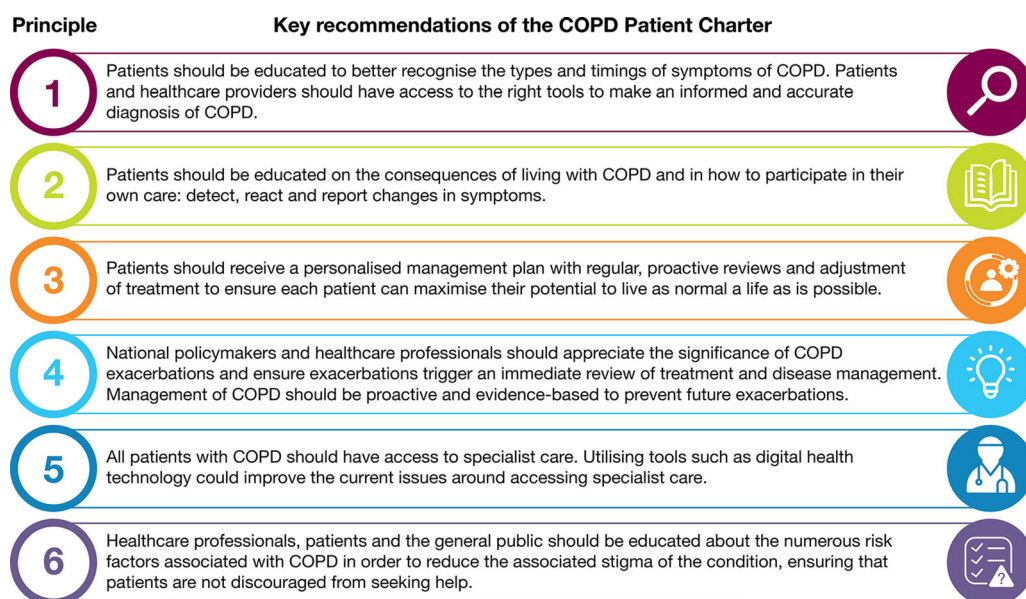 Principle Key recommendations of the COPD Patient Charter
1
Patients should be educated to better recognise the types and timings of symptoms of COPD. Patients
and healthcare providers should have access to the right tools to make an informed and accurate
diagnosis of COPD.
2
Patients should be educated on the consequences of living with COPD and in how to participate in their
own care: detect, react and report changes in symptoms.
3
Patients should receive a personalised management plan with regular, proactive reviews and adjustment
of treatment to ensure each patient can maximise their potential to live as normal a life as is possible.
4
National policymakers and healthcare professionals should appreciate the significance of COPD
exacerbations and ensure exacerbations trigger an immediate review of treatment and disease management.
Management of COPD should be proactive and evidence-based to prevent future exacerbations.
5
All patients with COPD should have access to specialist care. Utilising tools such as digital health
technology could improve the current issues around accessing specialist care.
6
Healthcare professionals, patients and the general public should be educated about the numerous risk
factors associated with COPD in order to reduce the associated stigma of the condition, ensuring that
patients are not discouraged from seeking help.
?